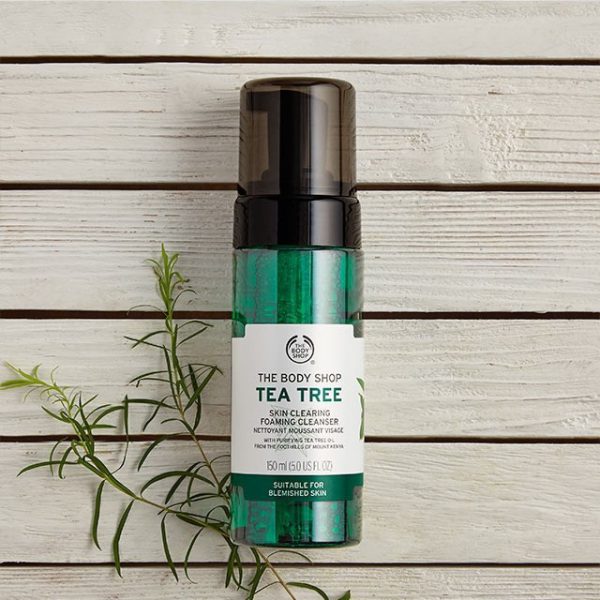 THE
BODY
SHOP
®
THE BODY SHOP
TEA TREE
SKIN CLEARING
FOAMING CLEANSER
NETTOYANT MOUSSANT VISAGE
WITH PURIFYING TEA TREE OIL
FROM THE FOOTHILLS OF MOUNT KENYA
150 ml (5.0 US FL OZ)
SUITABLE FOR
BLEMISHED SKIN